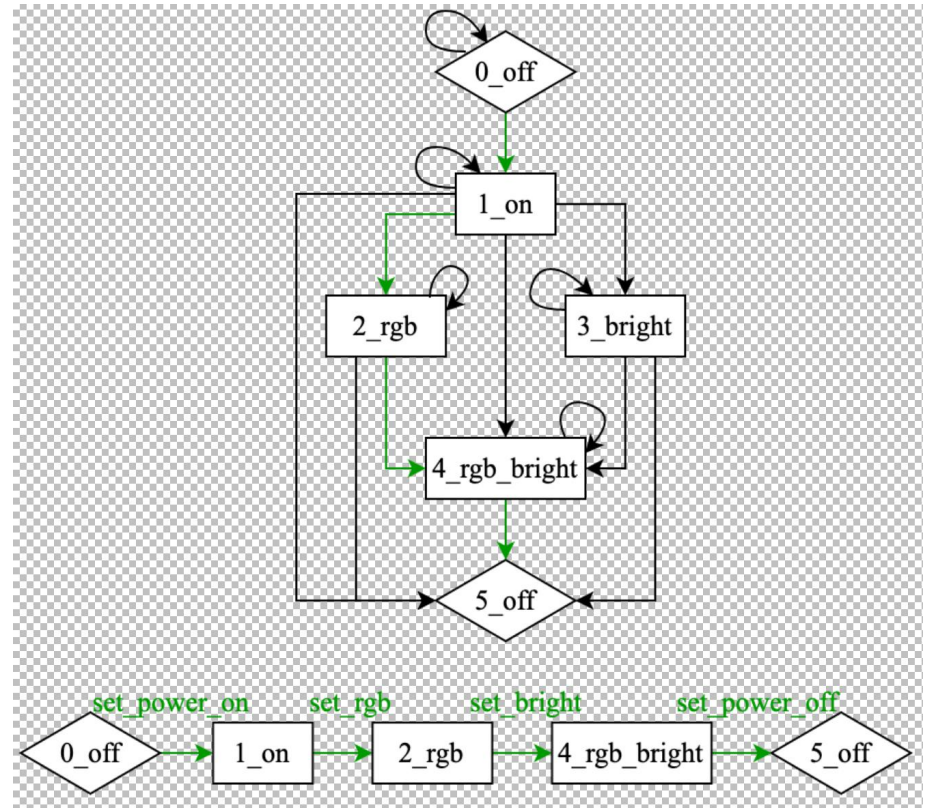 0_off
1_on
2_rgb
3_bright
4_rgb_bright
5_off
set_power_on
set_rgb
set_bright
set_power_off
0_off
1_on
2_rgb
4_rgb_bright
5_off